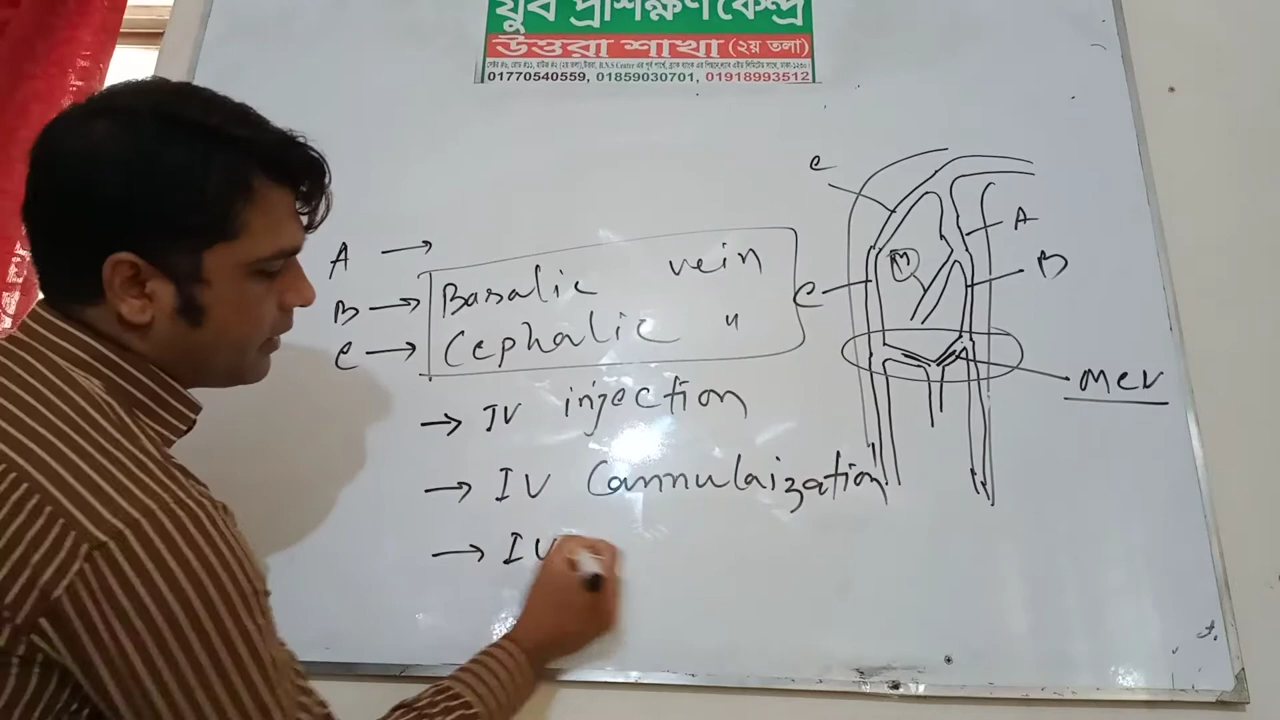 যুব প্রশিক্ষণ কেন্দ্র
উত্তরা শাখা (২য় তলা)
01770540559, 01859030701, 01918993512
A →
B → Basalic vein
C → Cephalic "
→ IV injection
→ IV Cannulaization
→ IV
C
A
M
B
C
MCV